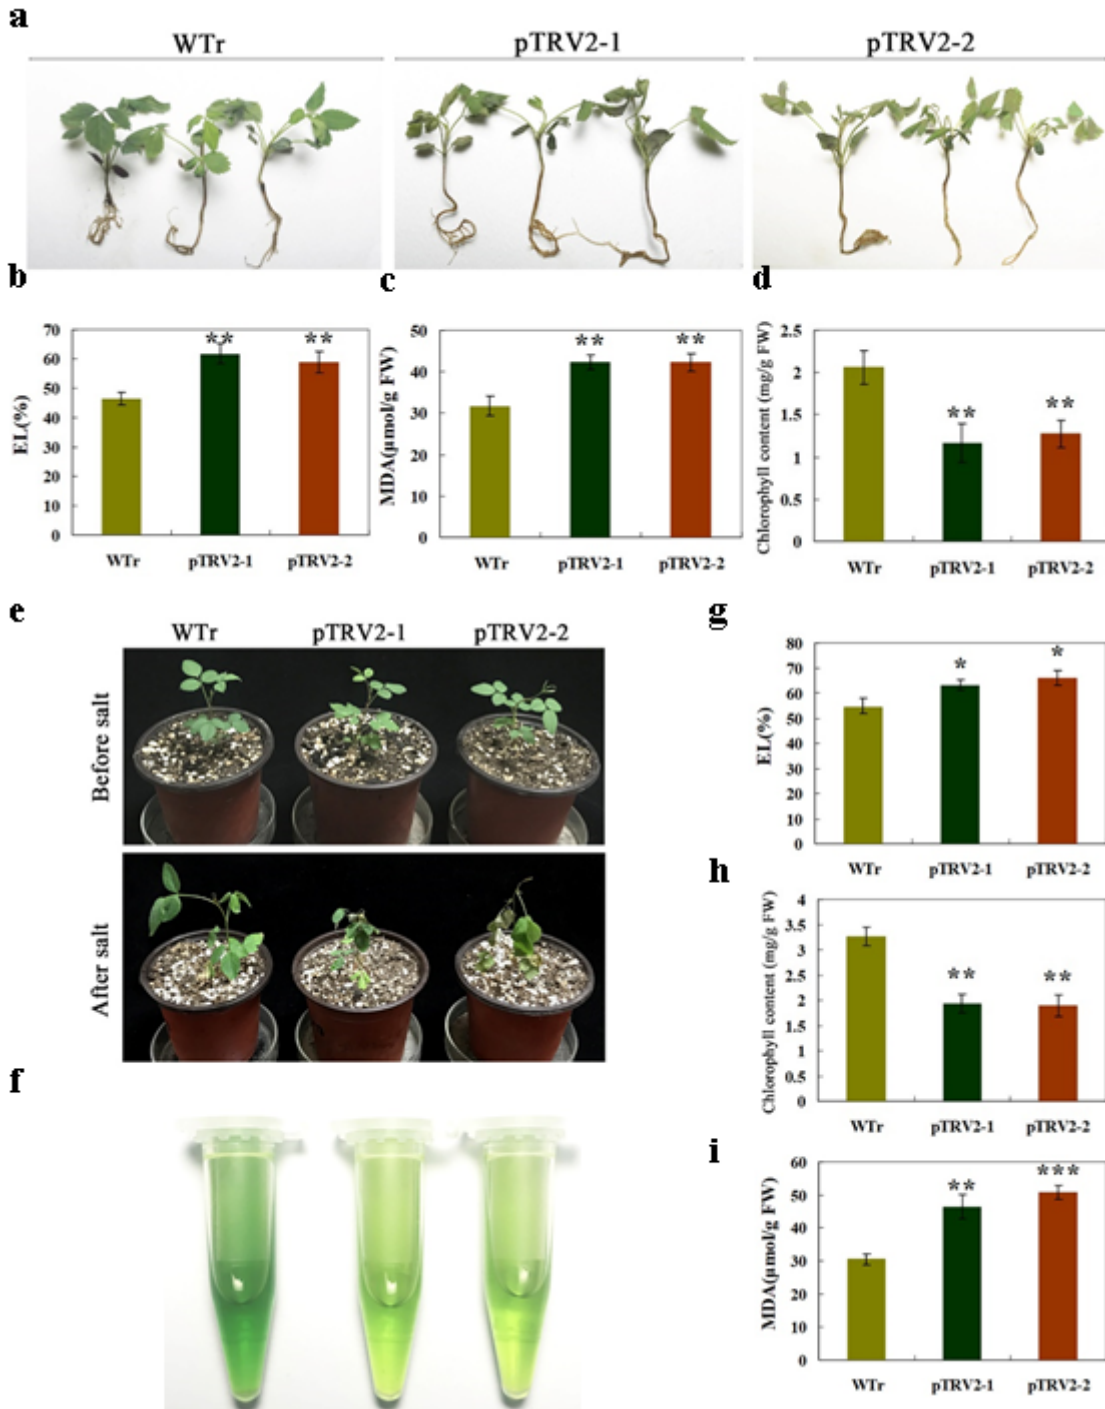 a
WTr pTRV2-1 pTRV2-2
b c d
EL(%)
70
60
50
40
30
20
10
0
** **
WTr pTRV2-1 pTRV2-2
MDA(μmol/g FW)
50
40
30
20
10
0
** **
WTr pTRV2-1 pTRV2-2
Chlorophyll content (mg/g FW)
2.5
2
1.5
1
0.5
0
** **
WTr pTRV2-1 pTRV2-2
e
WTr pTRV2-1 pTRV2-2
Before salt
After salt
f
g
EL(%)
80
70
60
50
40
30
20
10
0
* *
WTr pTRV2-1 pTRV2-2
h
Chlorophyll content (mg/g FW)
4
3.5
3
2.5
2
1.5
1
0.5
0
** **
WTr pTRV2-1 pTRV2-2
i
MDA(μmol/g FW)
60
50
40
30
20
10
0
** ***
WTr pTRV2-1 pTRV2-2